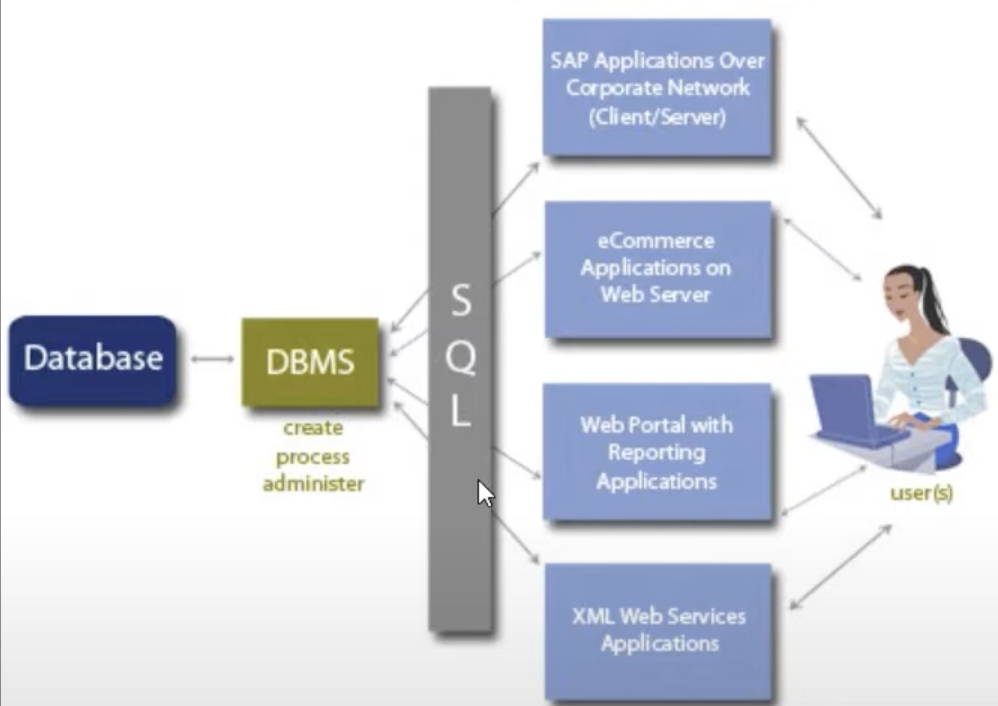 Database
DBMS
create
process
administer
S
Q
L
SAP Applications Over
Corporate Network
(Client/Server)
eCommerce
Applications on
Web Server
Web Portal with
Reporting
Applications
XML Web Services
Applications
user(s)